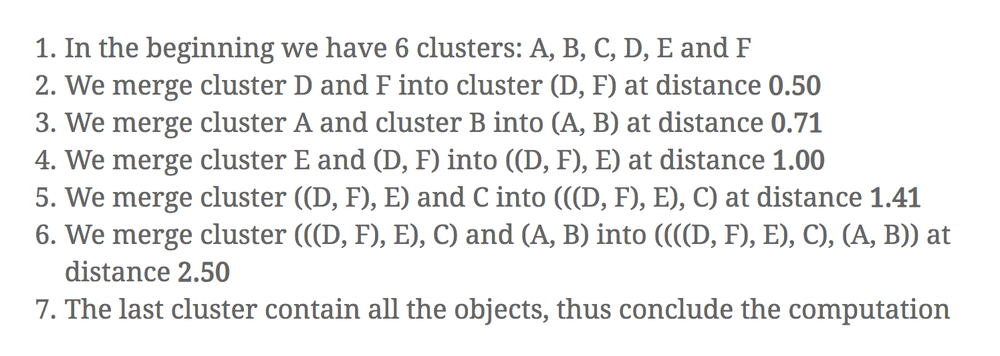 1. In the beginning we have 6 clusters: A, B, C, D, E and F
2. We merge cluster D and F into cluster (D, F) at distance 0.50
3. We merge cluster A and cluster B into (A, B) at distance 0.71
4. We merge cluster E and (D, F) into ((D, F), E) at distance 1.00
5. We merge cluster ((D, F), E) and C into (((D, F), E), C) at distance 1.41
6. We merge cluster (((D, F), E), C) and (A, B) into ((((D, F), E), C), (A, B)) at
distance 2.50
7. The last cluster contain all the objects, thus conclude the computation